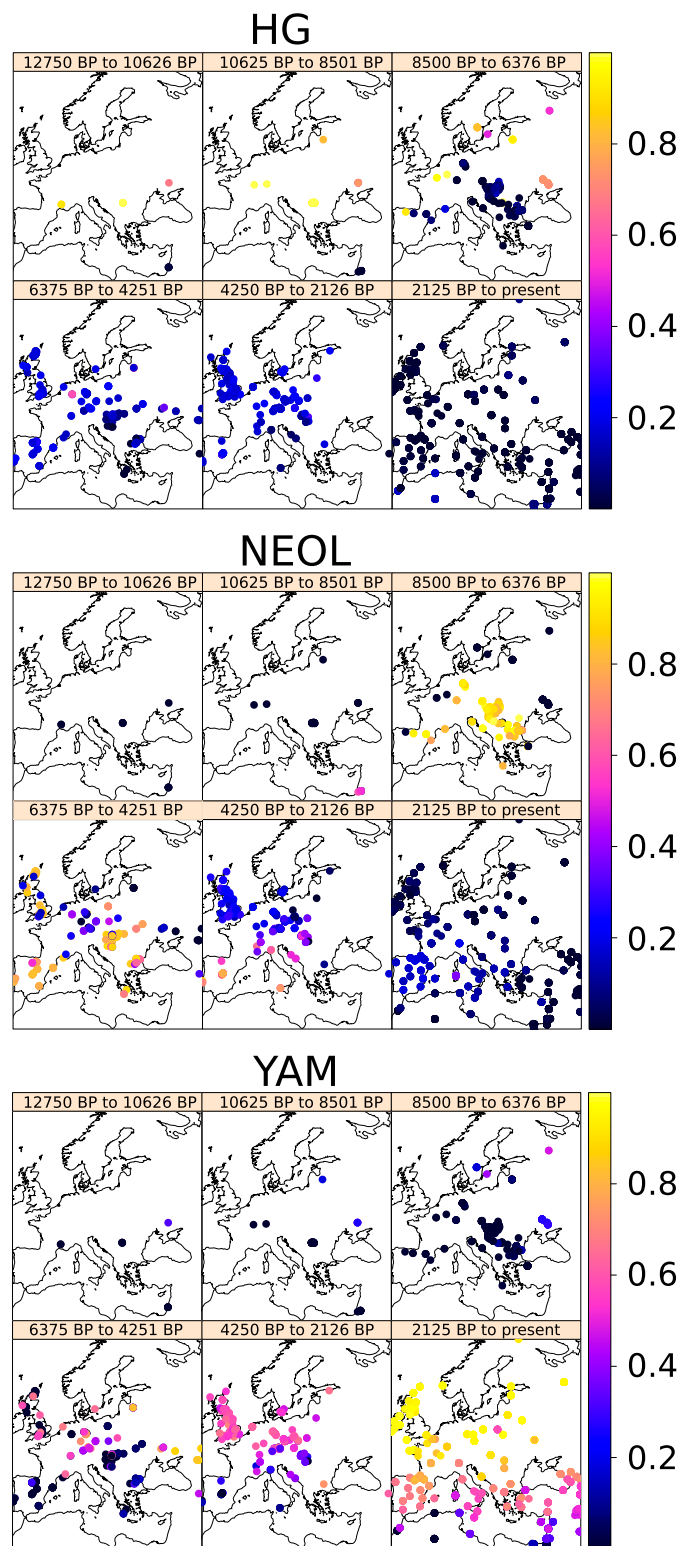 HG
12750 BP to 10626 BP 10625 BP to 8501 BP 8500 BP to 6376 BP
0.8
0.6
0.4
0.2
6375 BP to 4251 BP 4250 BP to 2126 BP 2125 BP to present
NEOL
12750 BP to 10626 BP 10625 BP to 8501 BP 8500 BP to 6376 BP
0.8
0.6
0.4
0.2
6375 BP to 4251 BP 4250 BP to 2126 BP 2125 BP to present
YAM
12750 BP to 10626 BP 10625 BP to 8501 BP 8500 BP to 6376 BP
0.8
0.6
0.4
0.2
6375 BP to 4251 BP 4250 BP to 2126 BP 2125 BP to present